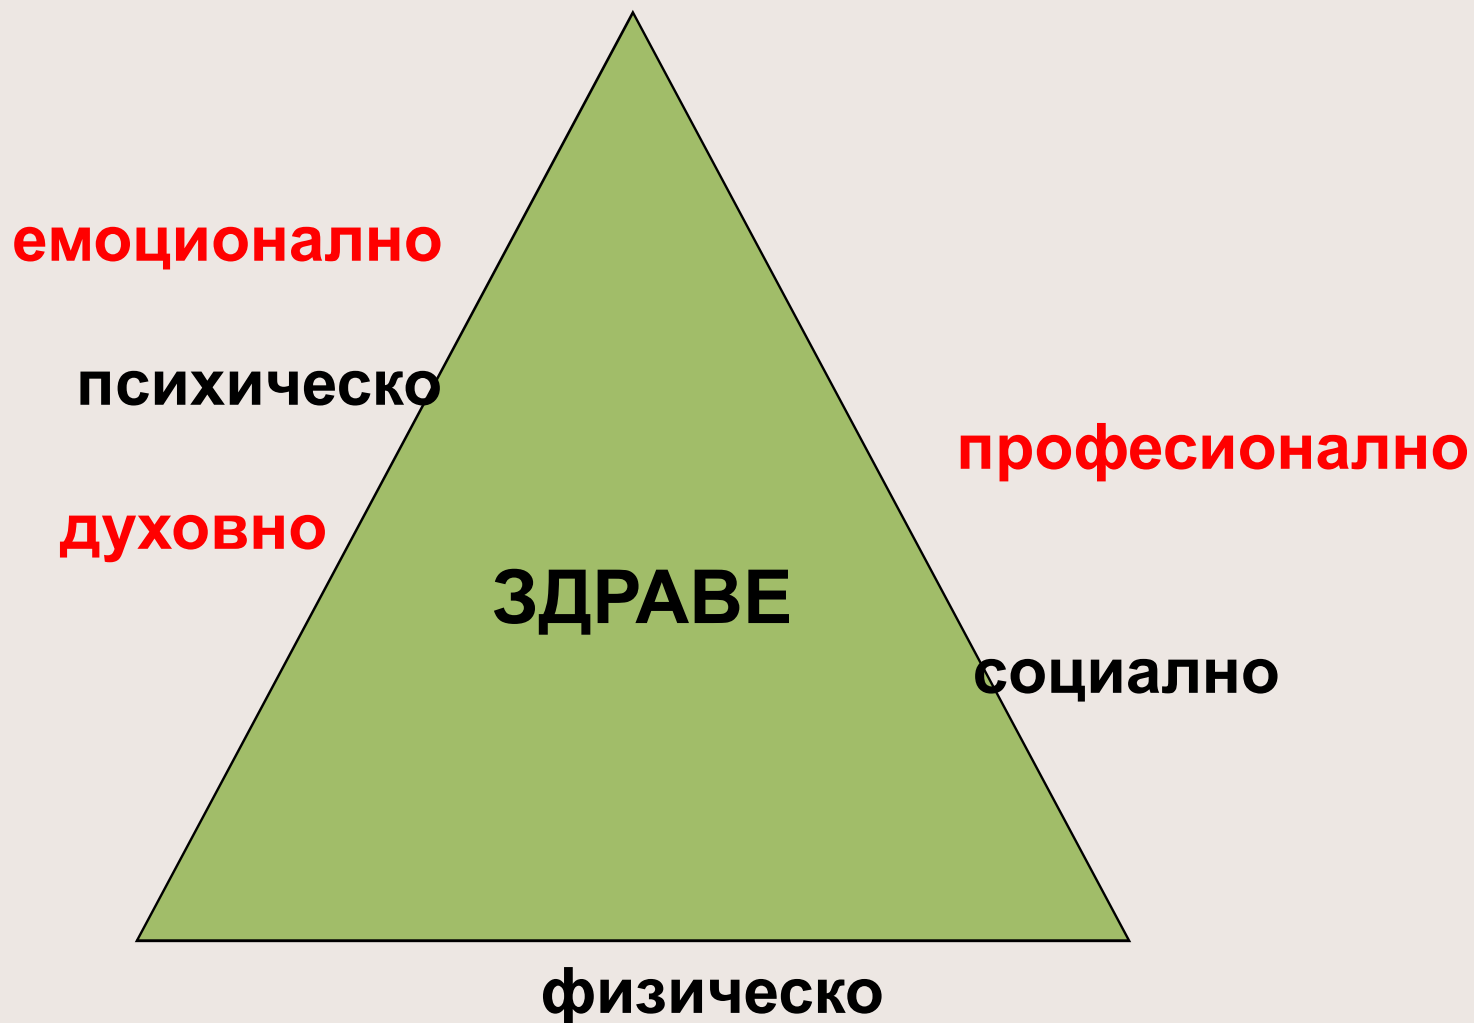 емоционално
психическо
професионално
духовно
ЗДРАВЕ
социално
физическо